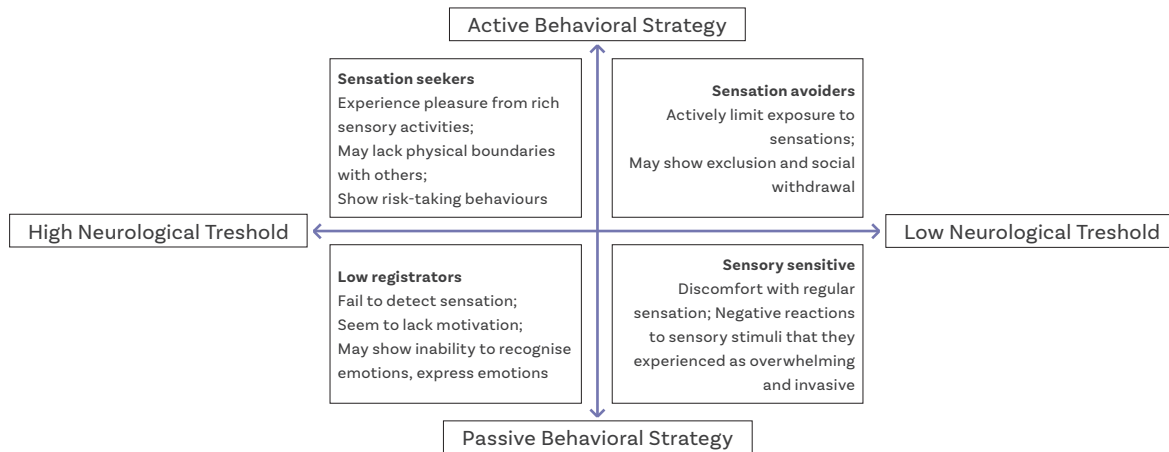 Active Behavioral Strategy
Sensation seekers
Experience pleasure from rich
sensory activities;
May lack physical boundaries
with others;
Show risk-taking behaviours
Sensation avoiders
Actively limit exposure to
sensations;
May show exclusion and social
withdrawal
High Neurological Treshold
Low Neurological Treshold
Low registrators
Fail to detect sensation;
Seem to lack motivation;
May show inability to recognise
emotions, express emotions
Sensory sensitive
Discomfort with regular
sensation; Negative reactions
to sensory stimuli that they
experienced as overwhelming
and invasive
Passive Behavioral Strategy